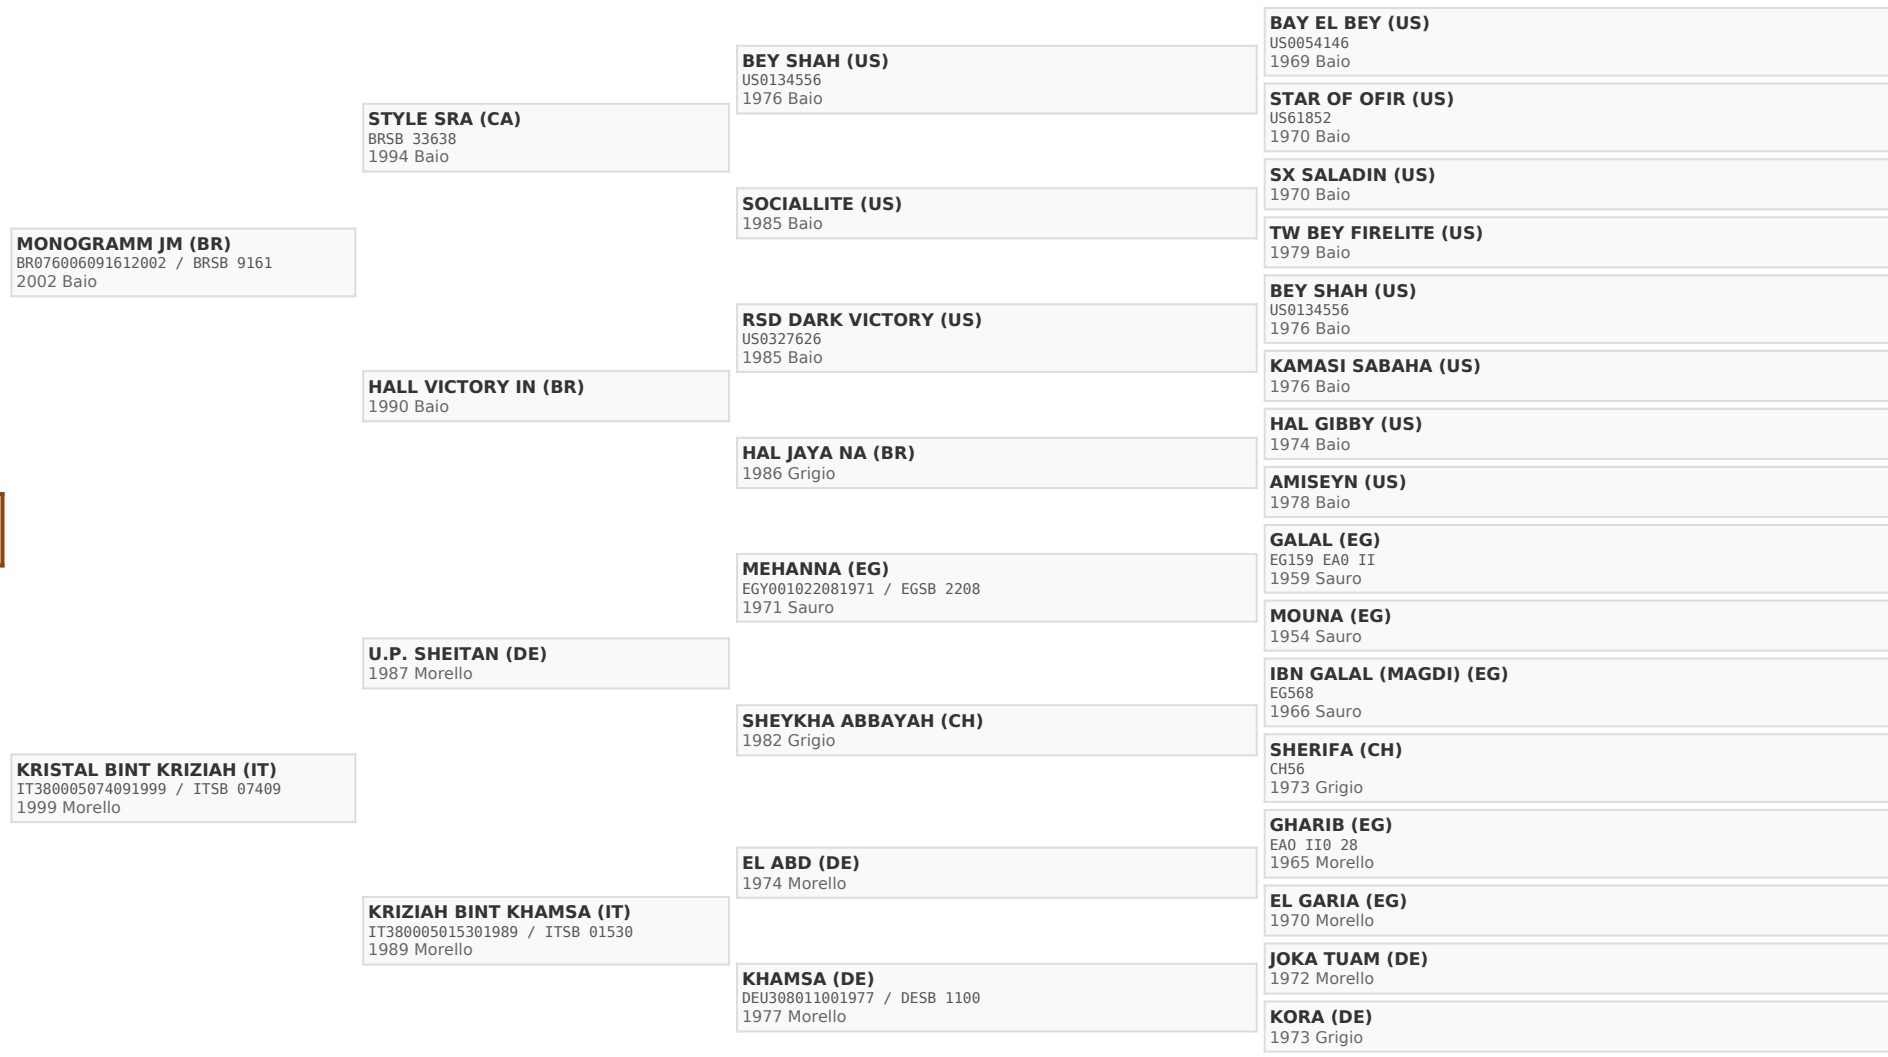 MONOGRAMM JM (BR)
BR076006091612002 / BRSB 9161
2002 Baio
KRISTAL BINT KRIZIAH (IT)
IT380005074091999 / ITSB 07409
1999 Morello
STYLE SRA (CA)
BRSB 33638
1994 Baio
HALL VICTORY IN (BR)
1990 Baio
U.P. SHEITAN (DE)
1987 Morello
KRIZIAH BINT KHAMSA (IT)
IT380005015301989 / ITSB 01530
1989 Morello
BEY SHAH (US)
US0134556
1976 Baio
SOCIALLITE (US)
1985 Baio
RSD DARK VICTORY (US)
US0327626
1985 Baio
HAL JAYA NA (BR)
1986 Grigio
MEHANNA (EG)
EGY001022081971 / EGSB 2208
1971 Sauro
SHEYKHA ABBAYAH (CH)
1982 Grigio
EL ABD (DE)
1974 Morello
KHAMSA (DE)
DEU308011001977 / DESB 1100
1977 Morello
BAY EL BEY (US)
US0054146
1969 Baio
STAR OF OFIR (US)
US61852
1970 Baio
SX SALADIN (US)
1970 Baio
TW BEY FIRELITE (US)
1979 Baio
BEY SHAH (US)
US0134556
1976 Baio
KAMASI SABAHA (US)
1976 Baio
HAL GIBBY (US)
1974 Baio
AMISEYN (US)
1978 Baio
GALAL (EG)
EG159 EA0 II
1959 Sauro
MOUNA (EG)
1954 Sauro
IBN GALAL (MAGDI) (EG)
EG568
1966 Sauro
SHERIFA (CH)
CH56
1973 Grigio
GHARIB (EG)
EAO II0 28
1965 Morello
EL GARIA (EG)
1970 Morello
JOKA TUAM (DE)
1972 Morello
KORA (DE)
1973 Grigio